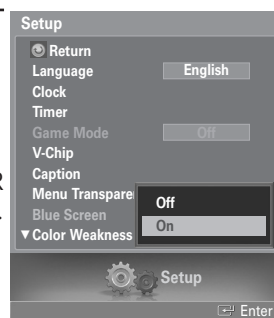 Setup
Return
Language English
Clock
Timer
Game Mode Off
V-Chip
Caption
Menu Transpare
Blue Screen
▼ Color Weakness
Off
On
R
Setup
Enter